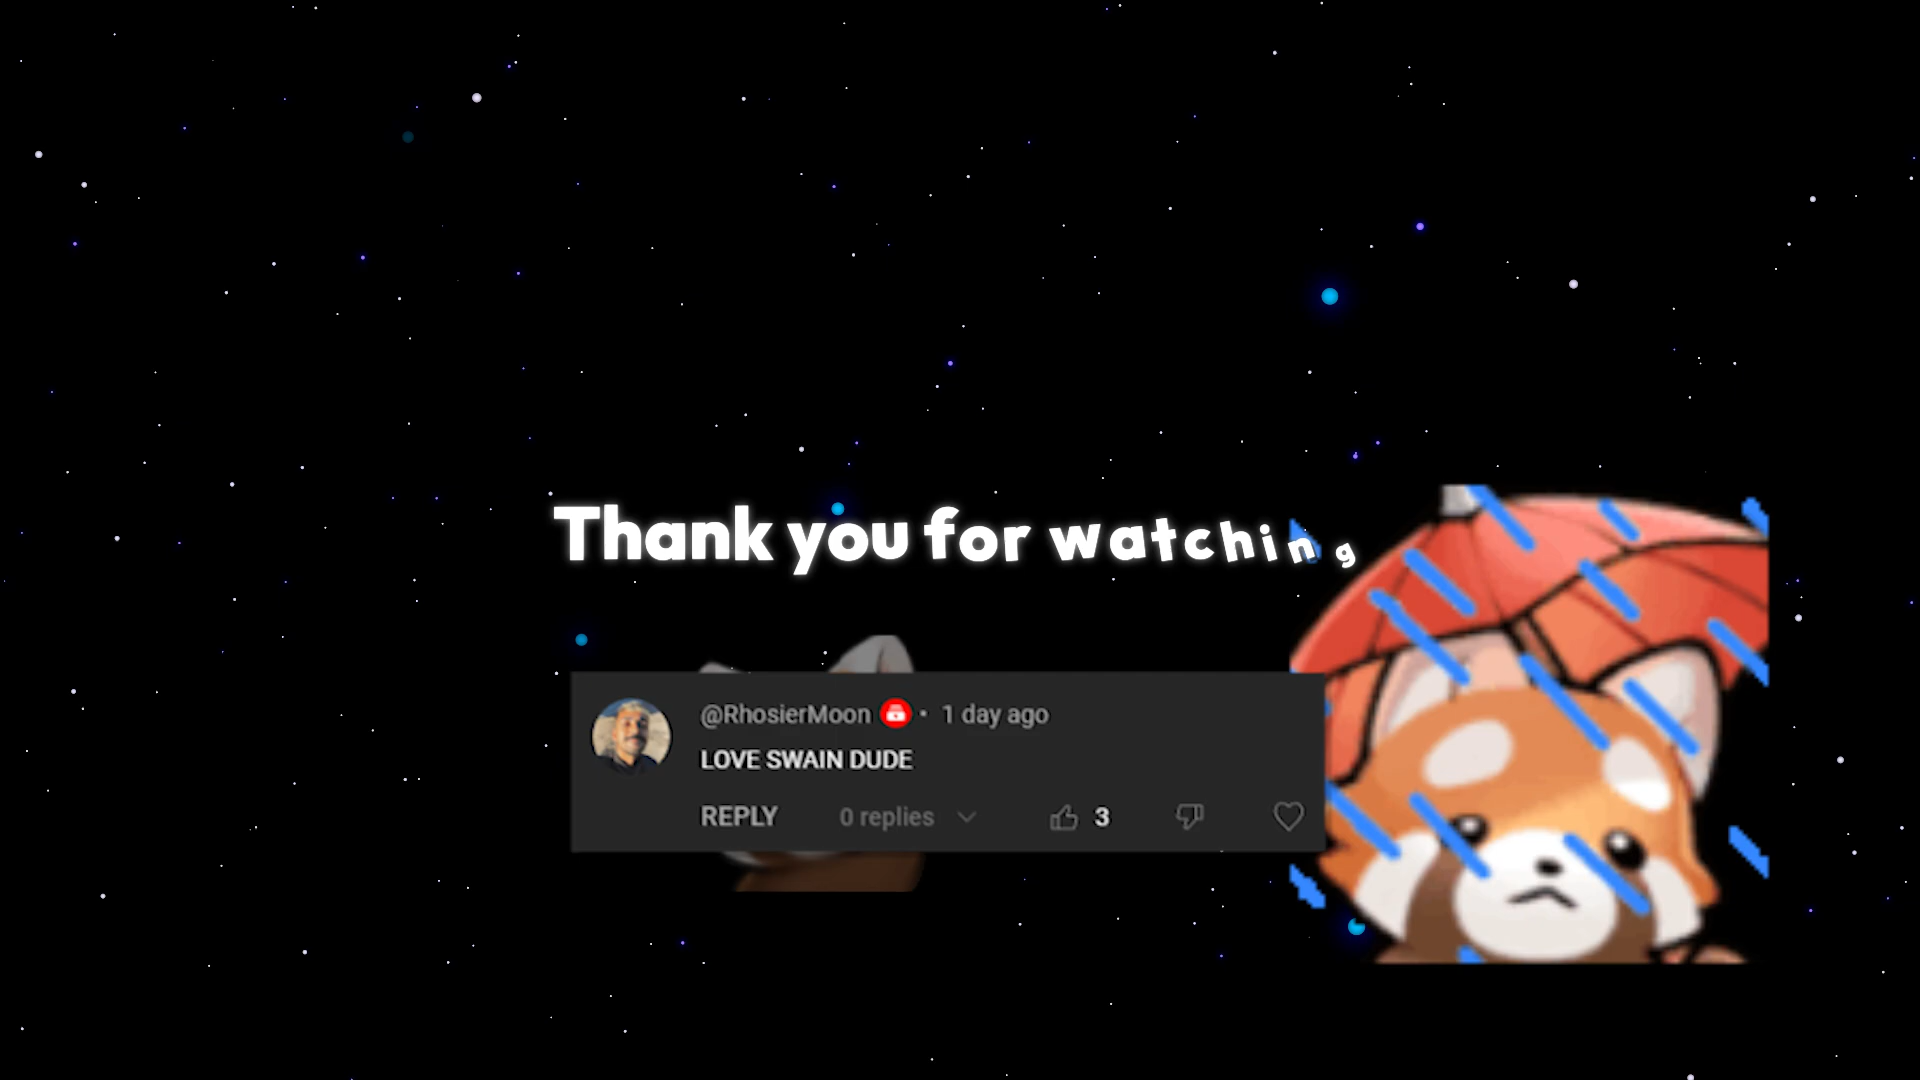 Thank you for watching
@RhosierMoon • 1 day ago
LOVE SWAIN DUDE
REPLY 0 replies 3